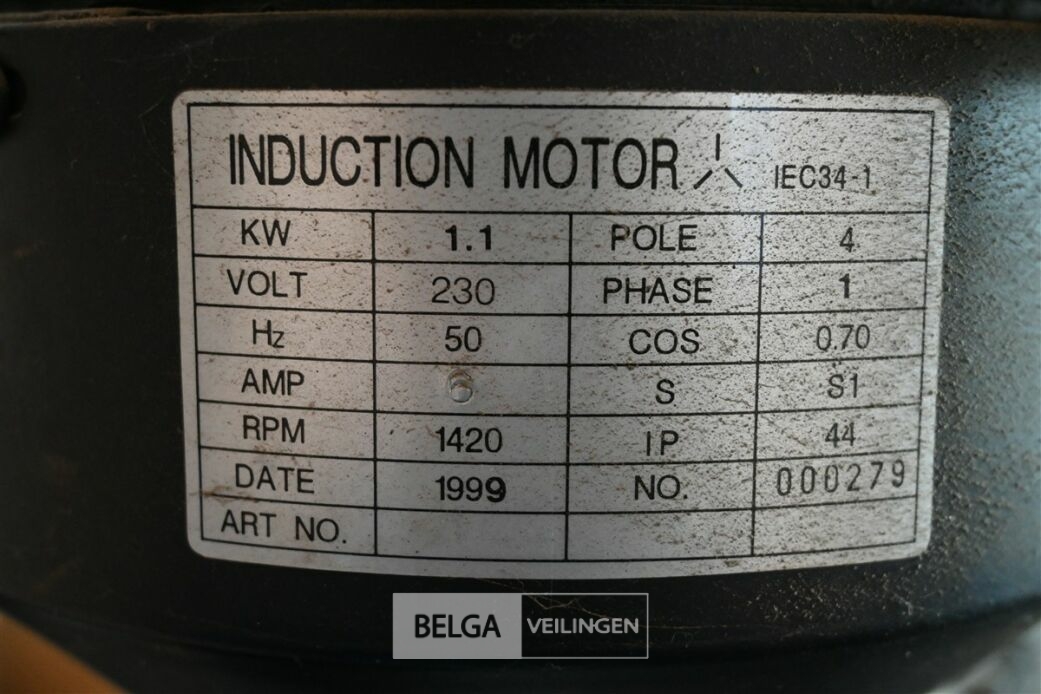 INDUCTION MOTOR IEC34-1
KW 1.1 POLE 4
VOLT 230 PHASE 1
Hz 50 COS 0.70
AMP 6 S S1
RPM 1420 IP 44
DATE 1999 NO. 000279
ART NO.
BELGA VEILINGEN